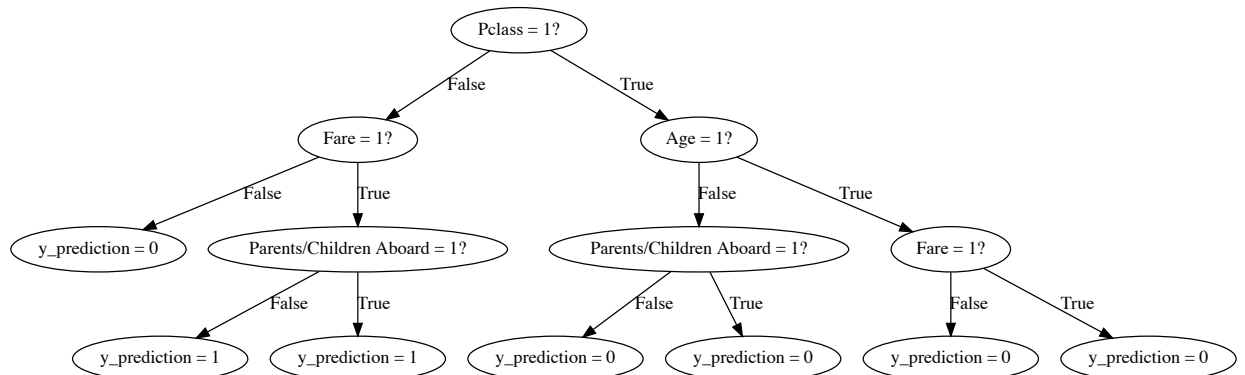 Pclass = 1?
False
True
Fare = 1?
Age = 1?
False
True
False
True
y_prediction = 0
Parents/Children Aboard = 1?
Parents/Children Aboard = 1?
Fare = 1?
False
True
False
True
False
True
y_prediction = 1
y_prediction = 1
y_prediction = 0
y_prediction = 0
y_prediction = 0
y_prediction = 0